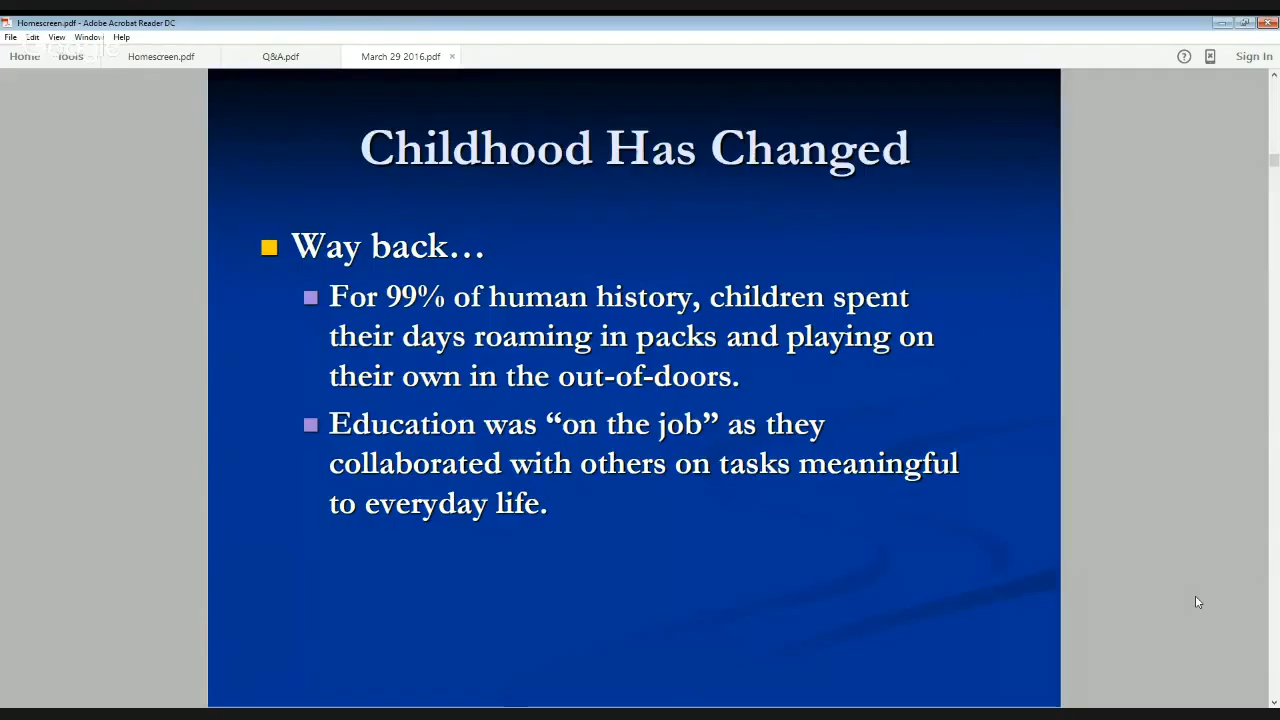 Homescreen.pdf - Adobe Acrobat Reader DC
File Edit View Window Help
Google
Home Tools Homescreen.pdf Q&A.pdf March 29 2016.pdf × Sign In
Childhood Has Changed
Way back…
For 99% of human history, children spent
their days roaming in packs and playing on
their own in the out-of-doors.
Education was “on the job” as they
collaborated with others on tasks meaningful
to everyday life.